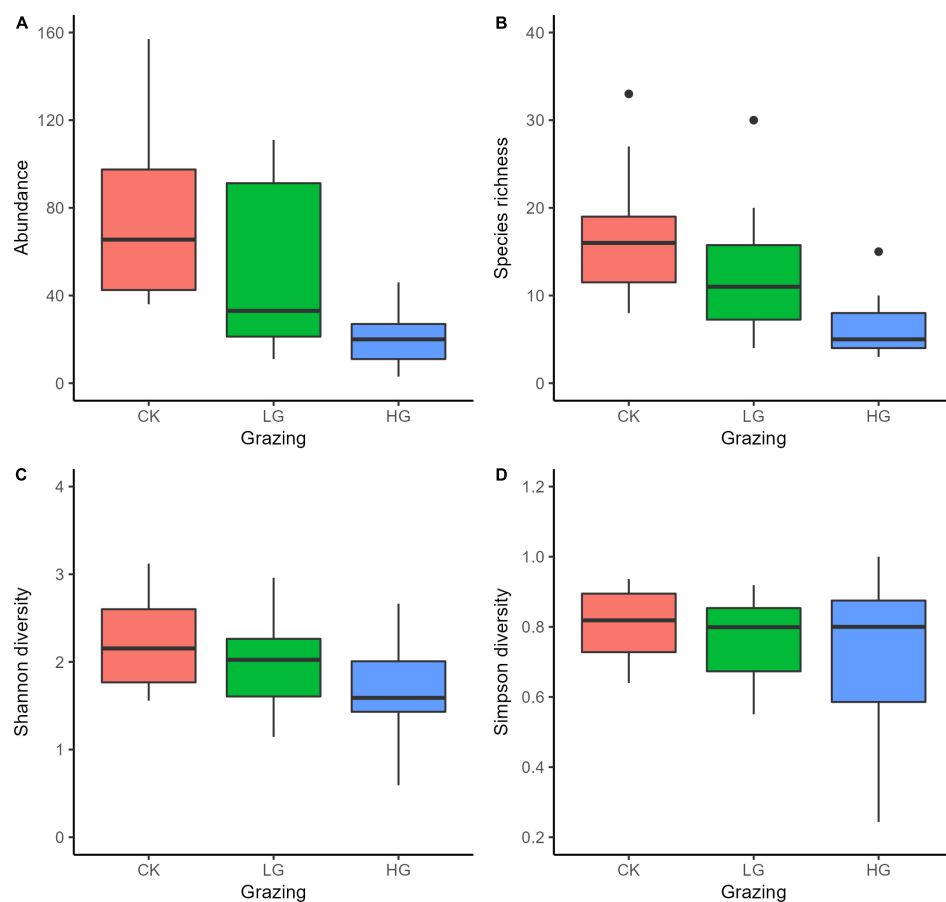 A
160
120
80
40
0
Abundance
CK LG HG
Grazing
B
40
30
20
10
0
Species richness
CK LG HG
Grazing
C
4
3
2
1
0
Shannon diversity
CK LG HG
Grazing
D
1.2
1.0
0.8
0.6
0.4
0.2
Simpson diversity
CK LG HG
Grazing